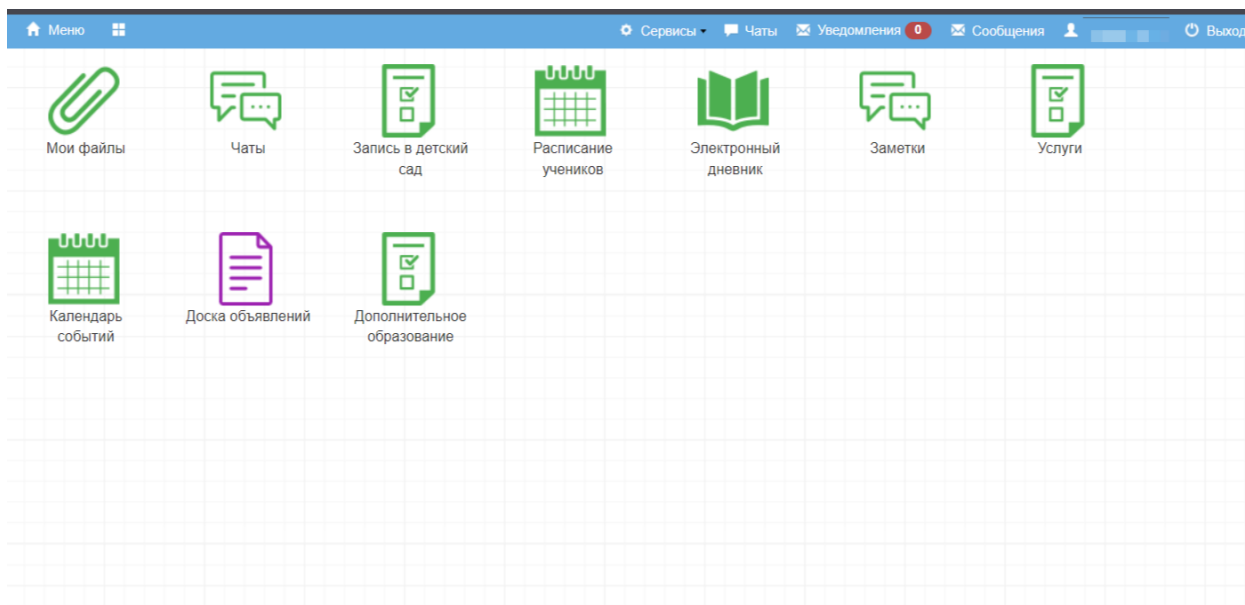 Меню
Сервисы
Чаты
Уведомления 0
Сообщения
Выход
Мои файлы
Чаты
Запись в детский
сад
Расписание
учеников
Электронный
дневник
Заметки
Услуги
Календарь
событий
Доска объявлений
Дополнительное
образование